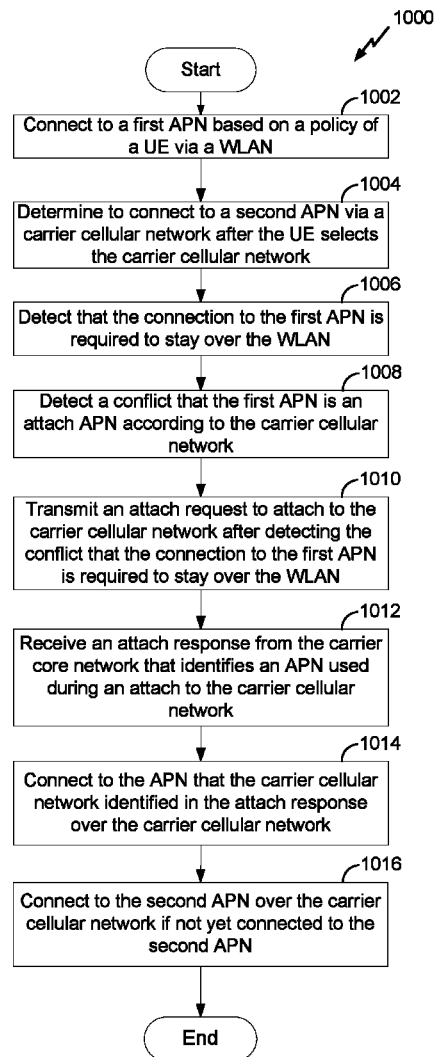 1000
Start
1002
Connect to a first APN based on a policy of
a UE via a WLAN
1004
Determine to connect to a second APN via a
carrier cellular network after the UE selects
the carrier cellular network
1006
Detect that the connection to the first APN is
required to stay over the WLAN
1008
Detect a conflict that the first APN is an
attach APN according to the carrier cellular
network
1010
Transmit an attach request to attach to the
carrier cellular network after detecting the
conflict that the connection to the first APN
is required to stay over the WLAN
1012
Receive an attach response from the carrier
core network that identifies an APN used
during an attach to the carrier cellular
network
1014
Connect to the APN that the carrier cellular
network identified in the attach response
over the carrier cellular network
1016
Connect to the second APN over the carrier
cellular network if not yet connected to the
second APN
End